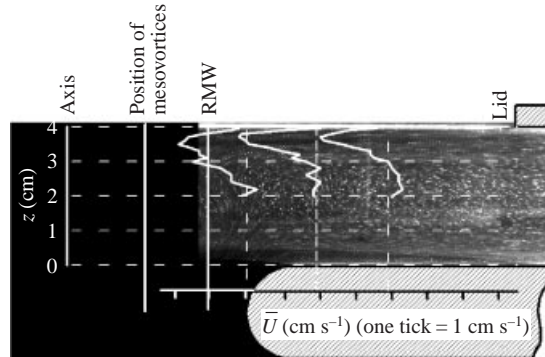 Axis
Position of
mesovortices
RMW
Lid
4
3
2
1
0
z (cm)
U̅ (cm s⁻¹) (one tick = 1 cm s⁻¹)